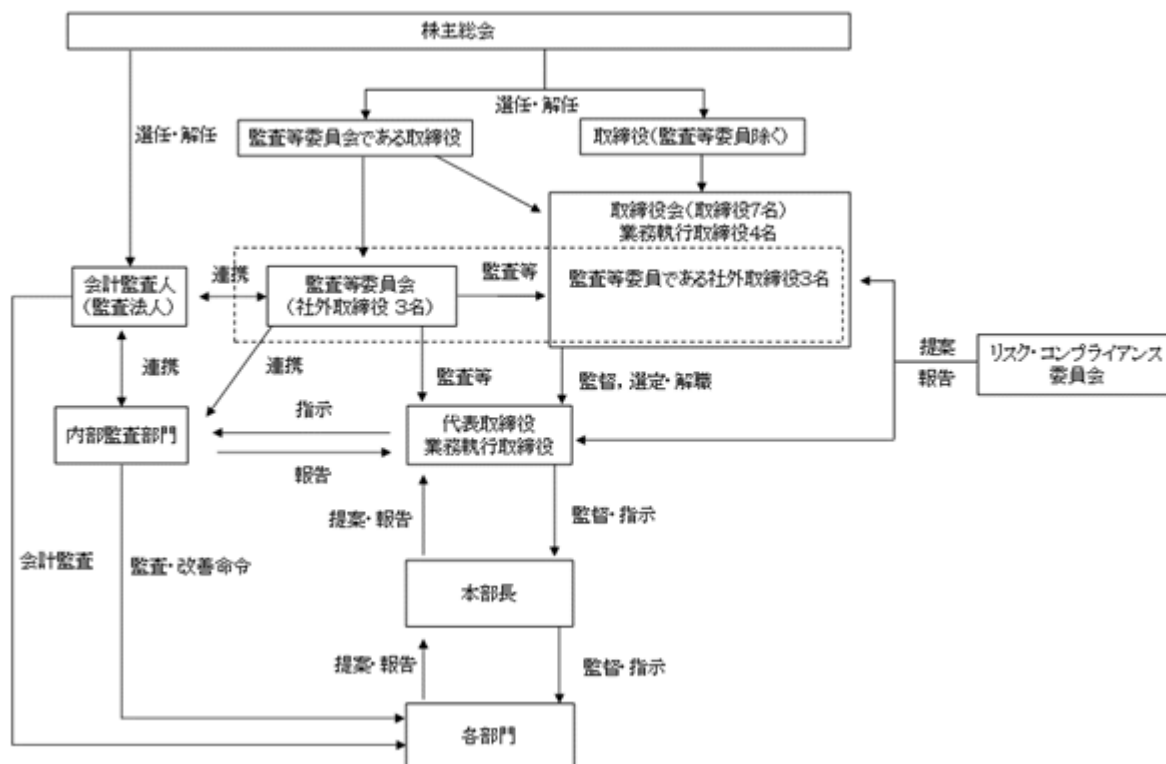 株主総会
選任・解任
選任・解任
監査等委員会である取締役
取締役(監査等委員除く)
取締役会(取締役7名)
業務執行取締役4名
監査等委員である社外取締役3名
会計監査人
(監査法人)
連携
監査等委員会
(社外取締役 3名)
監査等
提案
報告
リスク・コンプライアンス
委員会
連携
連携
監査等
監督,選定・解職
内部監査部門
指示
報告
代表取締役
業務執行取締役
提案・報告
監督・指示
会計監査
監査・改善命令
本部長
提案・報告
監督・指示
各部門